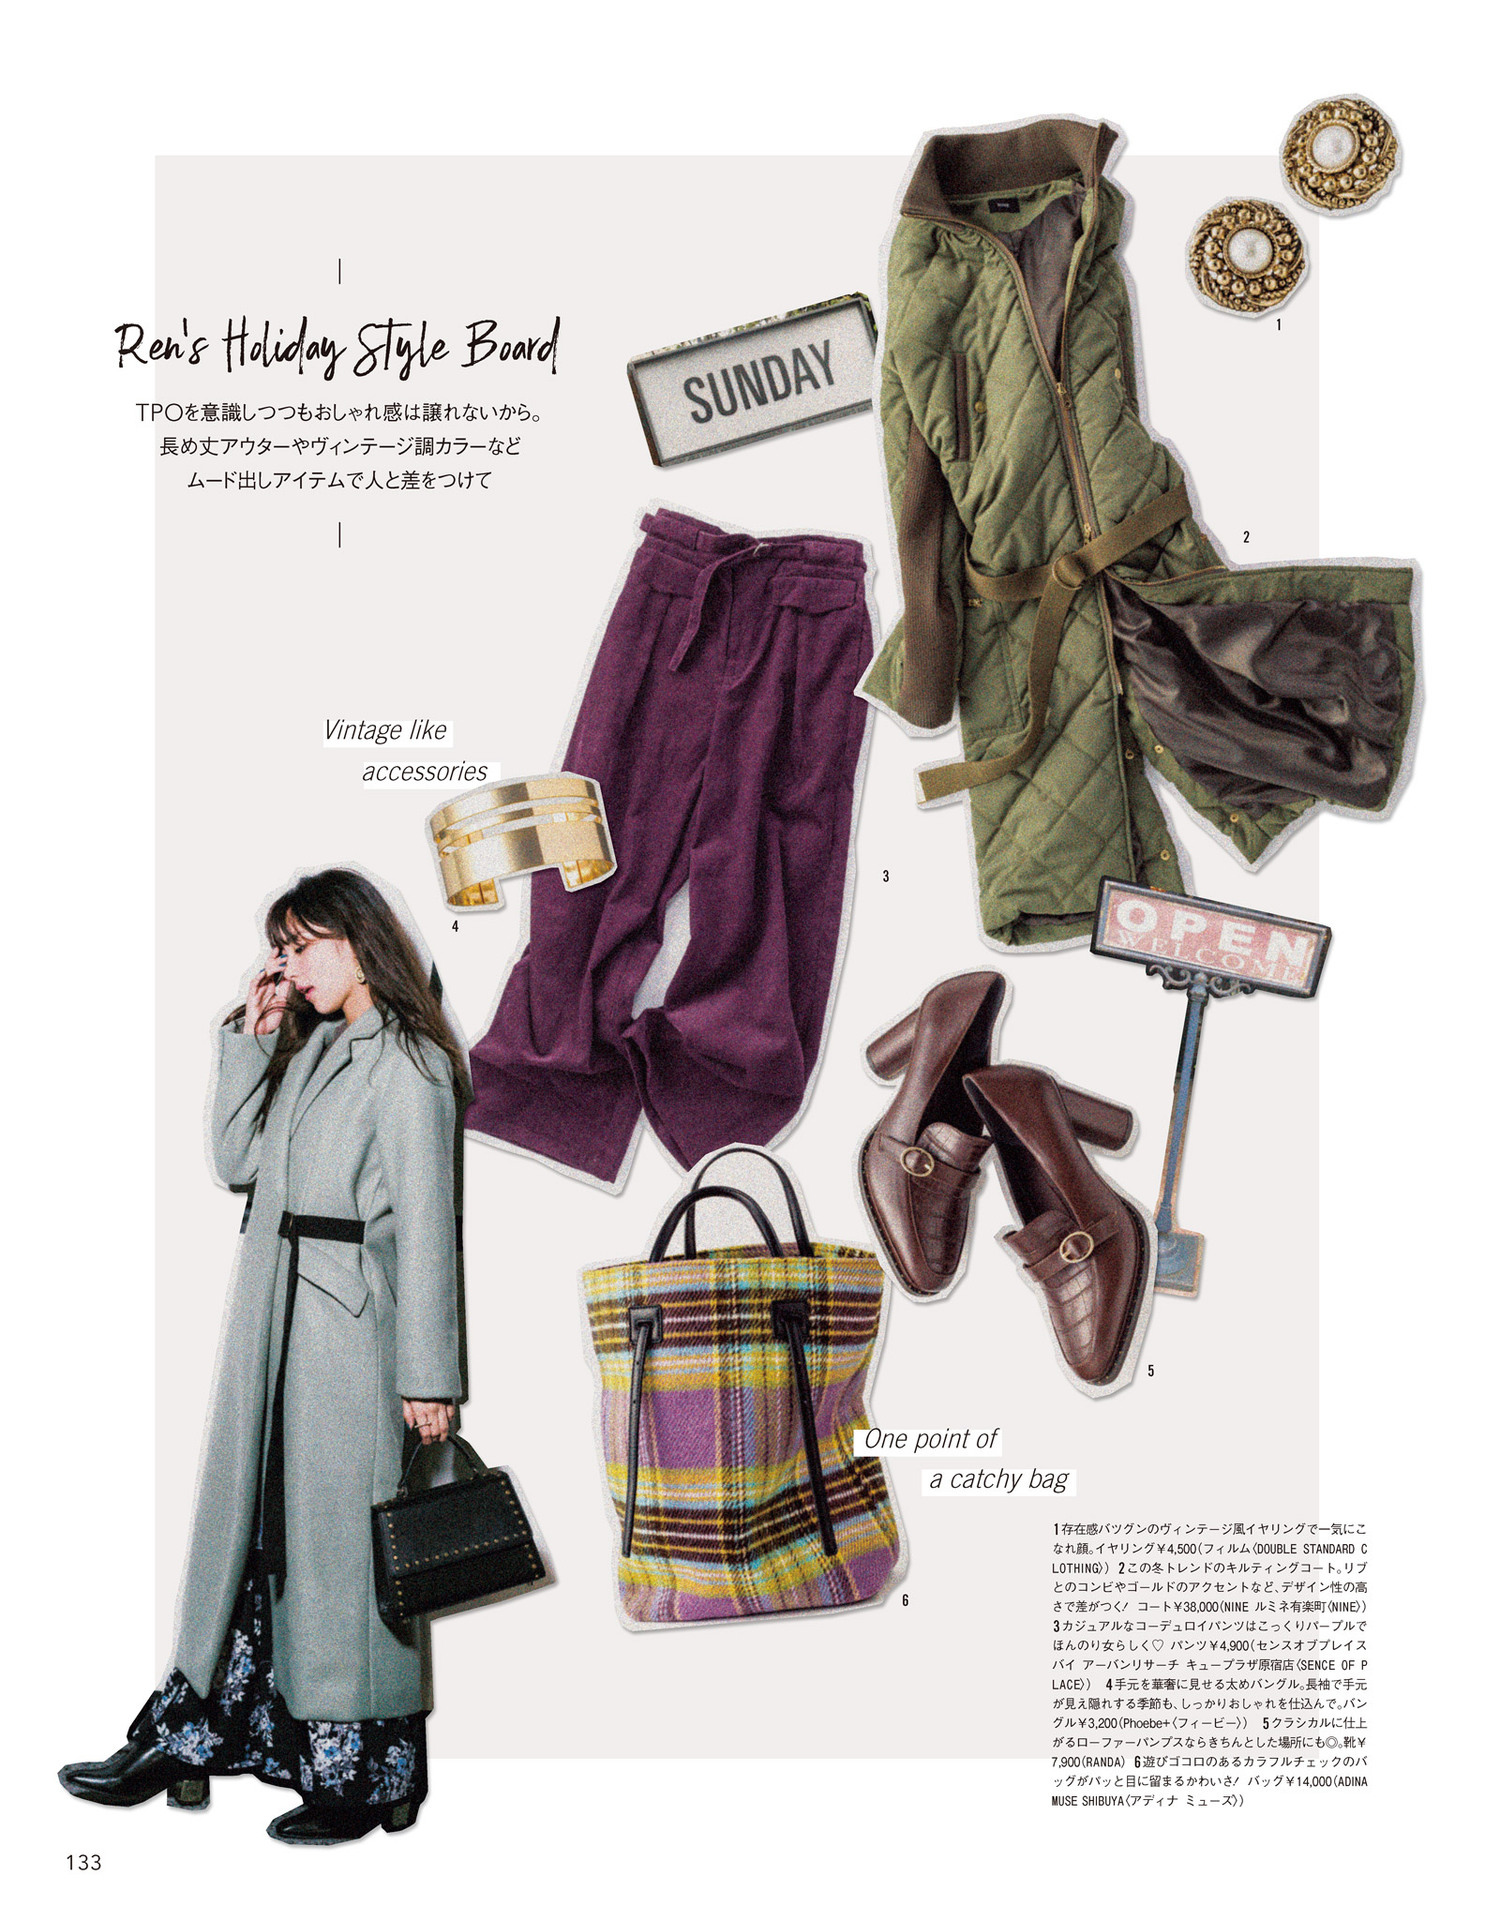 Ren's Holiday Style Board
TPOを意識しつつもおしゃれ感は譲れないから。
長め丈アウターやヴィンテージ調カラーなど
ムード出しアイテムで人と差をつけて
SUNDAY
1
2
Vintage like
accessories
3
4
OPEN
WELCOME
5
One point of
a catchy bag
6
1存在感バツグンのヴィンテージ風イヤリングで一気にこ
なれ顔。イヤリング¥4,500（フィルム〈DOUBLE STANDARD C
LOTHING〉） 2この冬トレンドのキルティングコート。リブ
とのコンビやゴールドのアクセントなど、デザイン性の高
さで差がつく！ コート¥38,000（NINE ルミネ有楽町〈NINE〉）
3カジュアルなコーデュロイパンツはこっくりパープルで
ほんのり女らしく♡ パンツ¥4,900（センスオブプレイス
バイ アーバンリサーチ キュープラザ原宿店〈SENCE OF P
LACE〉） 4手元を華奢に見せる太めバングル。長袖で手元
が見え隠れする季節も、しっかりおしゃれを仕込んで。バン
グル¥3,200（Phoebe+〈フィービー〉） 5クラシカルに仕上
がるローファーパンプスならきちんとした場所にも◎。靴¥
7,900（RANDA） 6遊びゴコロのあるカラフルチェックのバ
ッグがパッと目に留まるかわいさ！ バッグ¥14,000（ADINA
MUSE SHIBUYA〈アディナ ミューズ〉）
133